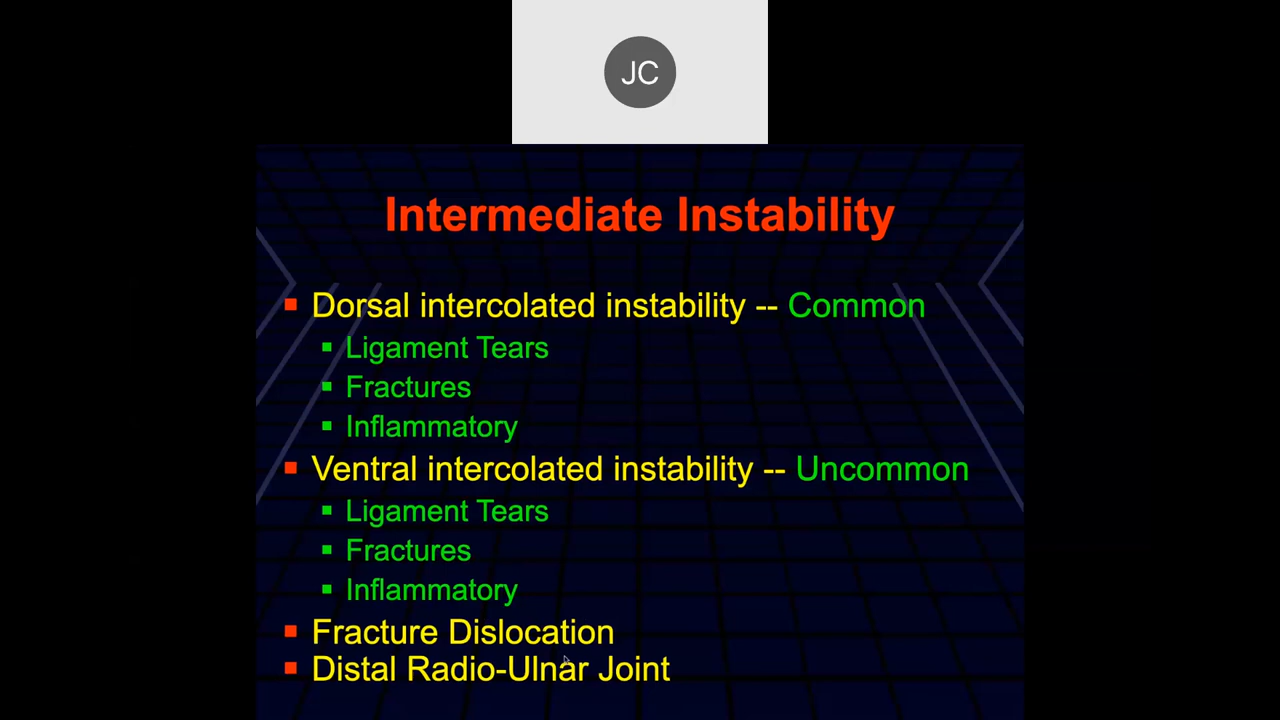 JC
Intermediate Instability
Dorsal intercolated instability -- Common
Ligament Tears
Fractures
Inflammatory
Ventral intercolated instability -- Uncommon
Ligament Tears
Fractures
Inflammatory
Fracture Dislocation
Distal Radio-Ulnar Joint